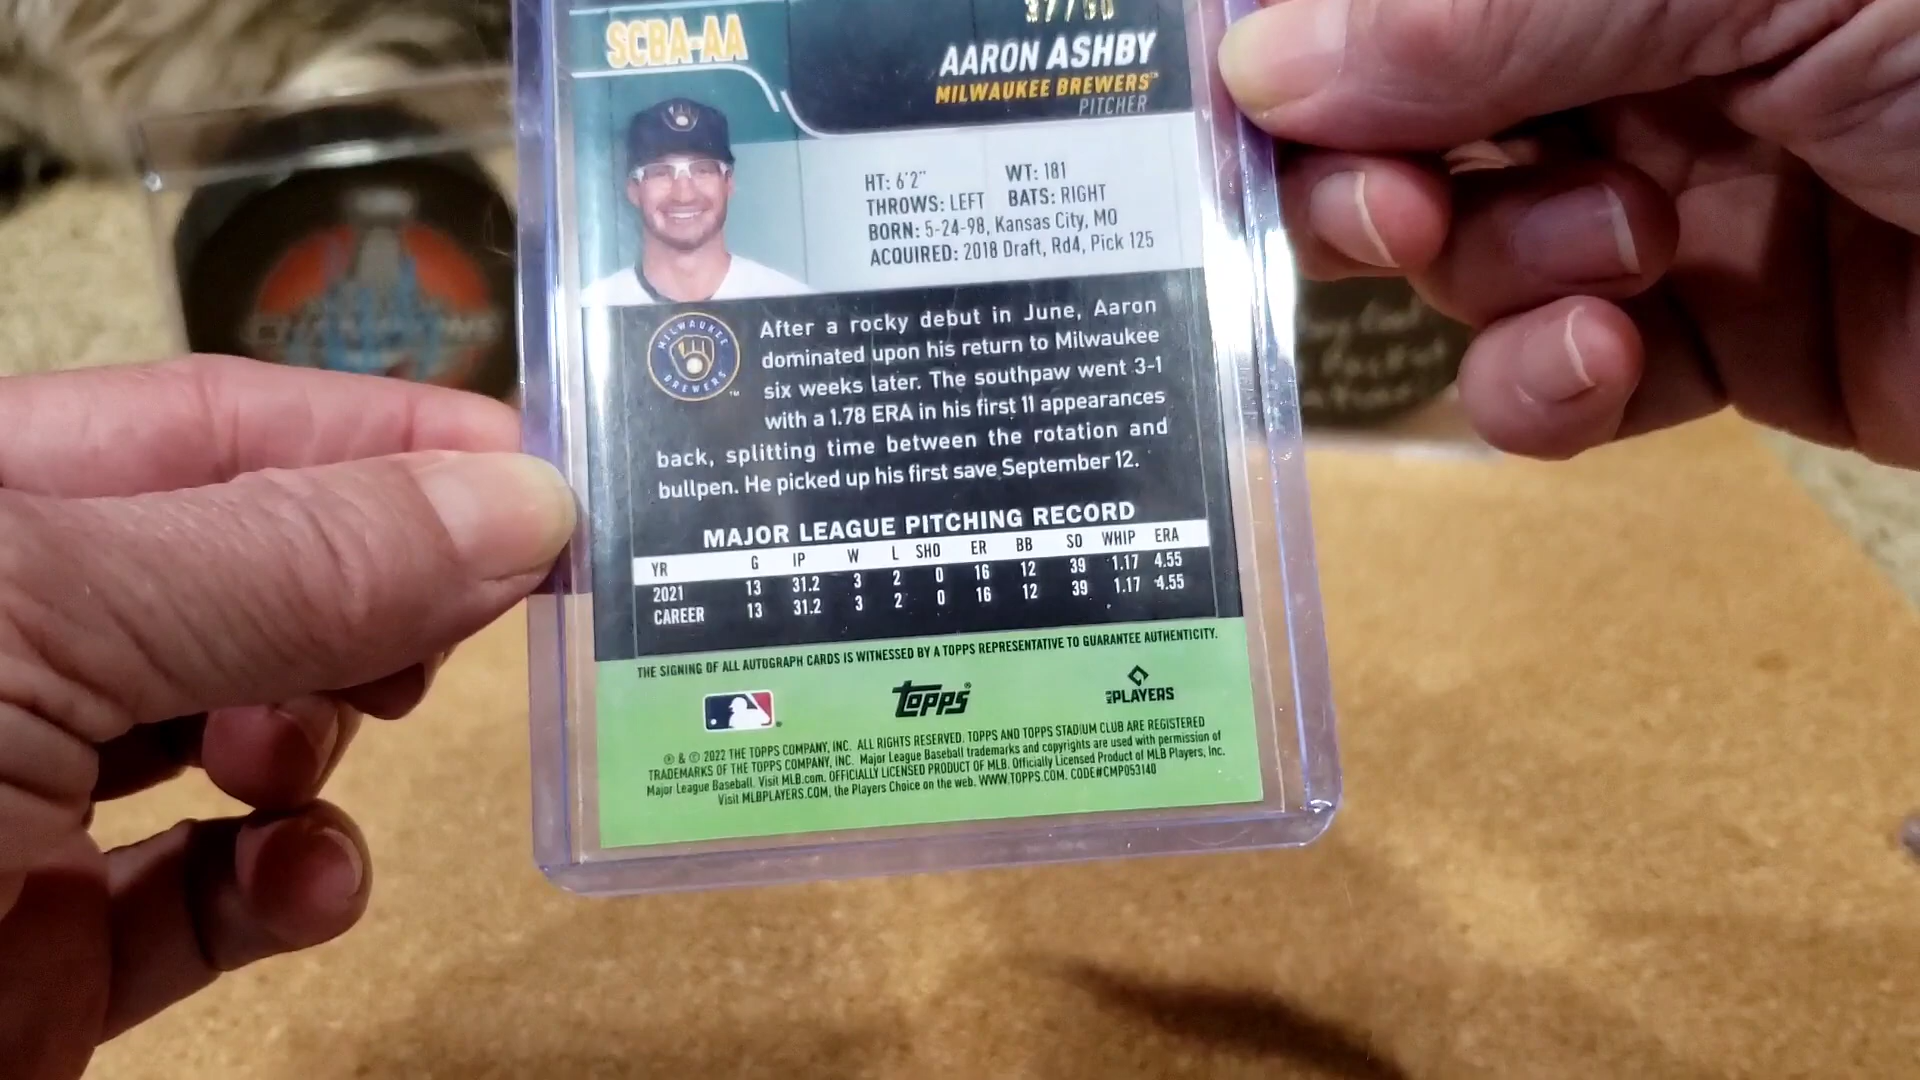 SCBA-AA
AARON ASHBY
MILWAUKEE BREWERS™
PITCHER
HT: 6'2" WT: 181
THROWS: LEFT BATS: RIGHT
BORN: 5-24-98, Kansas City, MO
ACQUIRED: 2018 Draft, Rd4, Pick 125
MILWAUKEE
BREWERS
™
After a rocky debut in June, Aaron
dominated upon his return to Milwaukee
six weeks later. The southpaw went 3-1
with a 1.78 ERA in his first 11 appearances
back, splitting time between the rotation and
bullpen. He picked up his first save September 12.
MAJOR LEAGUE PITCHING RECORD
YR G IP W L SHO ER BB SO WHIP ERA
2021 13 31.2 3 2 0 16 12 39 1.17 4.55
CAREER 13 31.2 3 2 0 16 12 39 1.17 4.55
THE SIGNING OF ALL AUTOGRAPH CARDS IS WITNESSED BY A TOPPS REPRESENTATIVE TO GUARANTEE AUTHENTICITY.
topps®
PLAYERS
® & © 2022 THE TOPPS COMPANY, INC. ALL RIGHTS RESERVED. TOPPS AND TOPPS STADIUM CLUB ARE REGISTERED
TRADEMARKS OF THE TOPPS COMPANY, INC. Major League Baseball trademarks and copyrights are used with permission of
Major League Baseball. Visit MLB.com. OFFICIALLY LICENSED PRODUCT OF MLB. Officially Licensed Product of MLB Players, Inc.
Visit MLBPLAYERS.COM, the Players Choice on the web. WWW.TOPPS.COM. CODE#CMP053140
CHAMPIONS